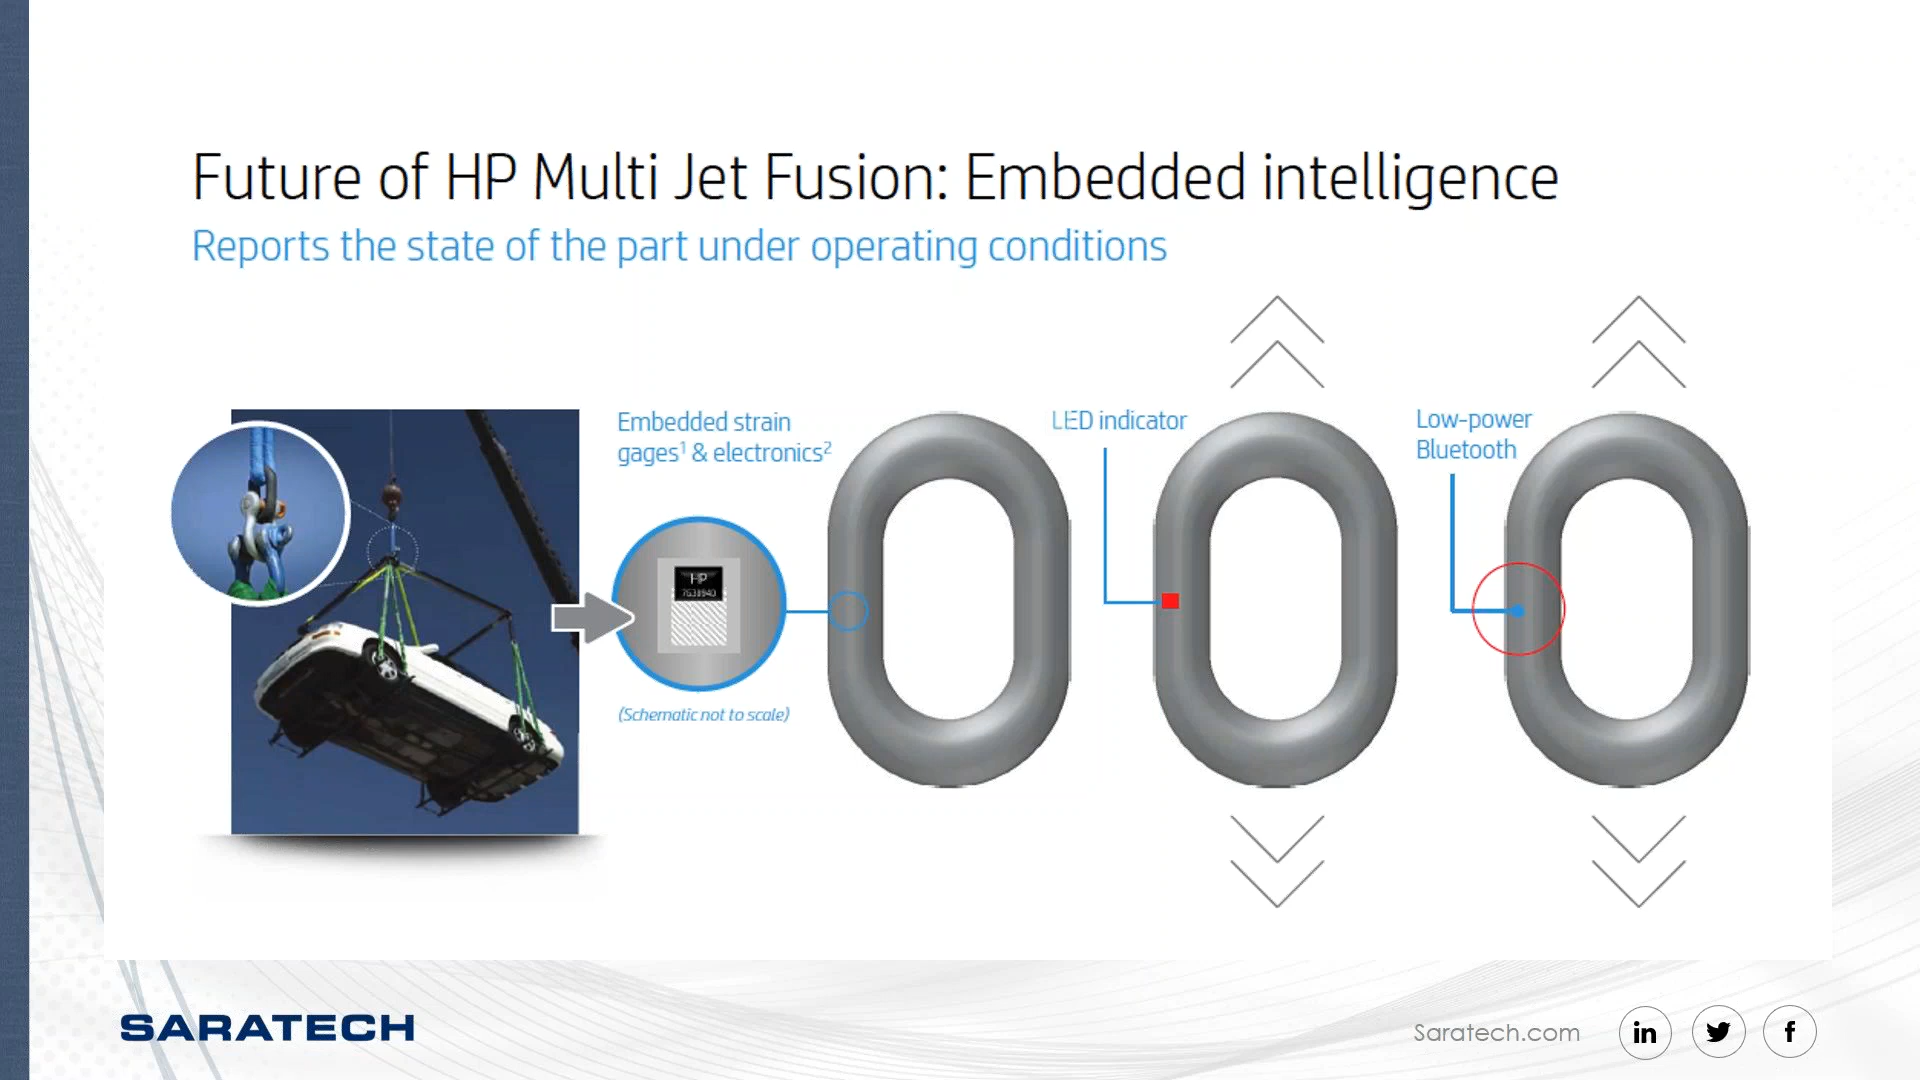 Future of HP Multi Jet Fusion: Embedded intelligence
Reports the state of the part under operating conditions
Embedded strain
gages¹ & electronics²
HP
(Schematic not to scale)
LED indicator
Low-power
Bluetooth
SARATECH
Saratech.com
in
f